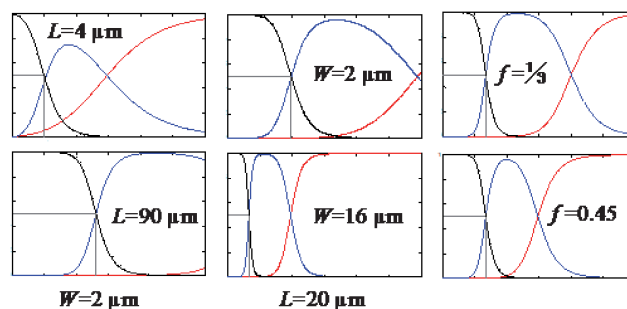 L=4 µm
W=2 µm
f=⅓
L=90 µm
W=16 µm
f=0.45
W=2 µm
L=20 µm